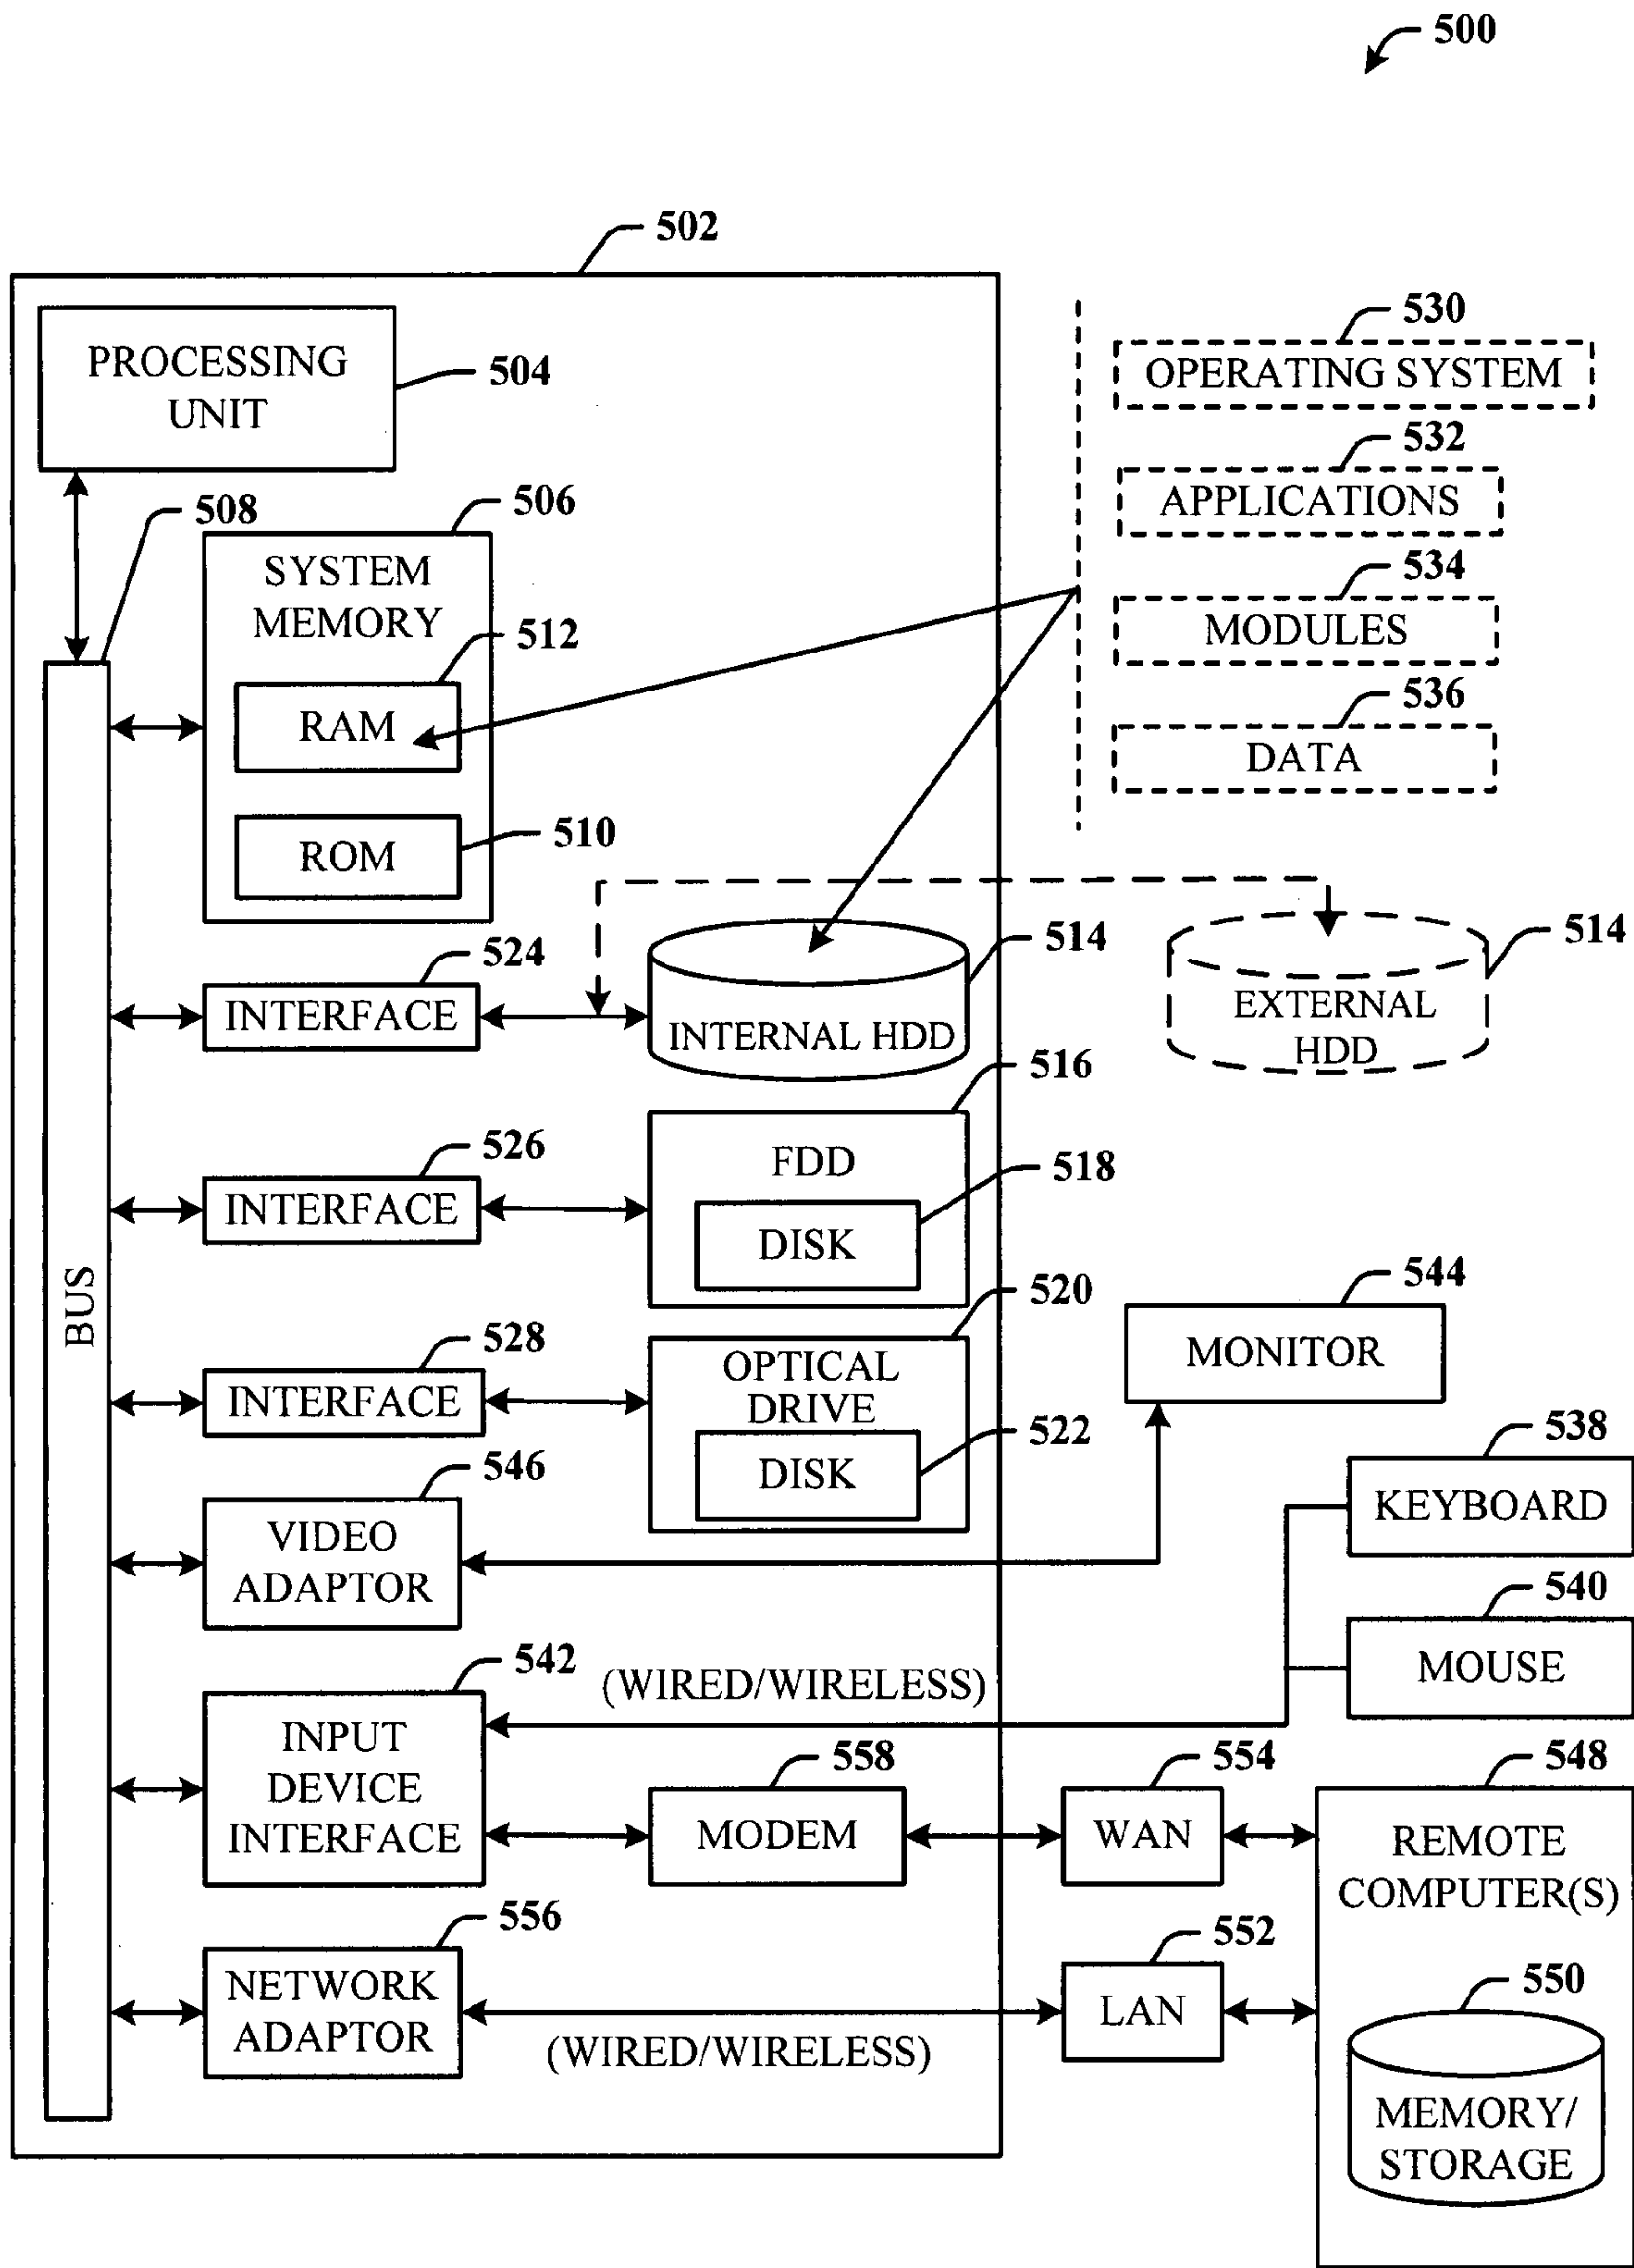 500
502
PROCESSING
UNIT
504
508
506
SYSTEM
MEMORY
512
RAM
510
ROM
530
OPERATING SYSTEM
532
APPLICATIONS
534
MODULES
536
DATA
BUS
524
INTERFACE
514
INTERNAL HDD
514
EXTERNAL
HDD
526
INTERFACE
516
FDD
518
DISK
528
INTERFACE
520
OPTICAL
DRIVE
522
DISK
544
MONITOR
546
VIDEO
ADAPTOR
538
KEYBOARD
540
MOUSE
542
INPUT
DEVICE
INTERFACE
(WIRED/WIRELESS)
558
MODEM
554
WAN
548
REMOTE
COMPUTER(S)
556
NETWORK
ADAPTOR
(WIRED/WIRELESS)
552
LAN
550
MEMORY/
STORAGE